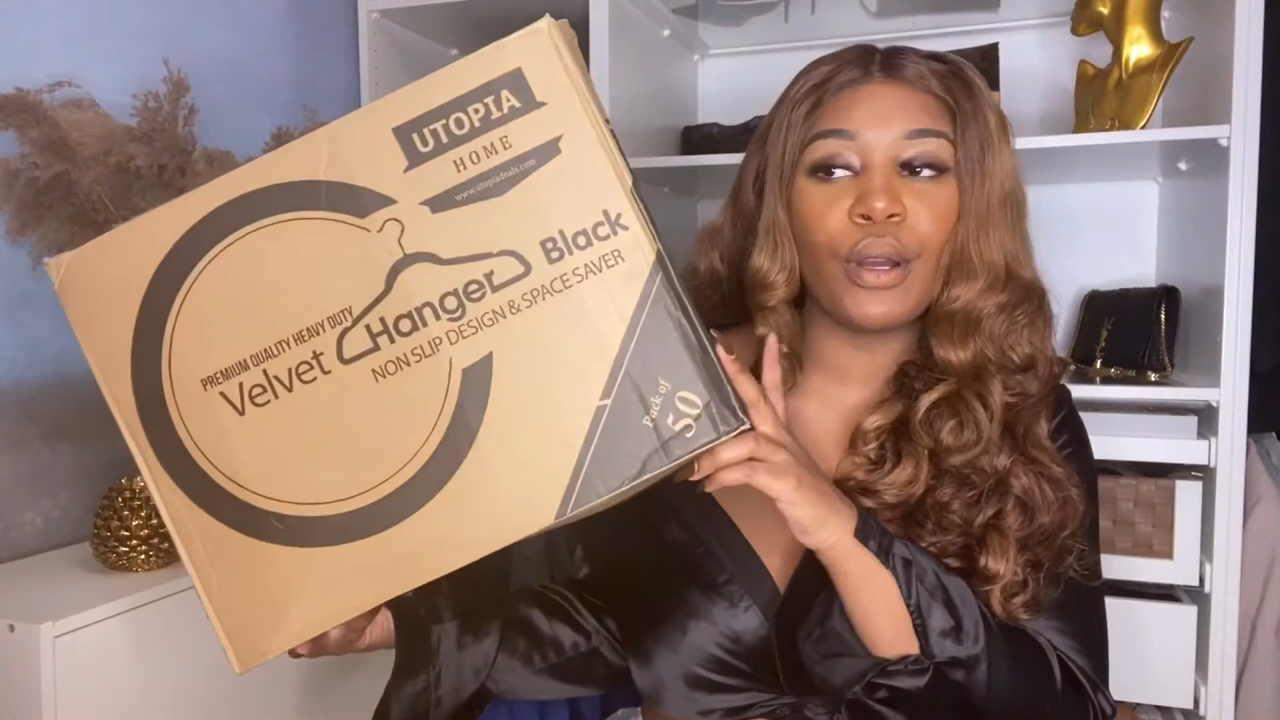 UTOPIA
HOME
www.utopiadeals.com
PREMIUM QUALITY HEAVY DUTY
Velvet Hanger Black
NON SLIP DESIGN & SPACE SAVER
Pack of
50